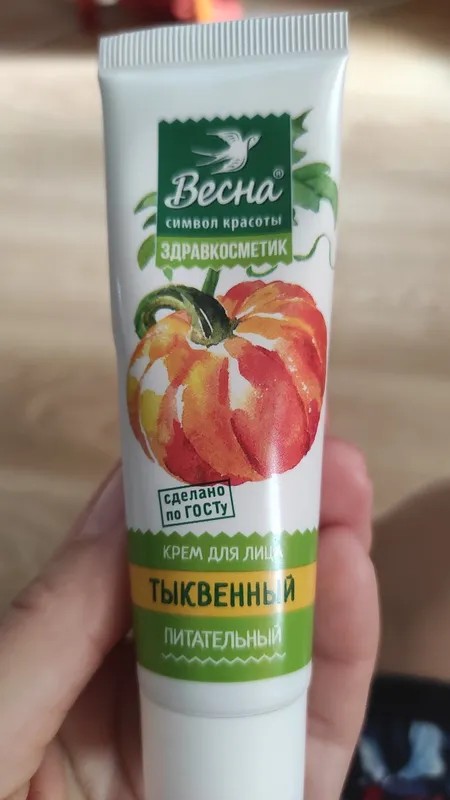 Весна®
символ красоты
ЗДРАВКОСМЕТИК
сделано
по ГОСТу
КРЕМ ДЛЯ ЛИЦА
ТЫКВЕННЫЙ
ПИТАТЕЛЬНЫЙ